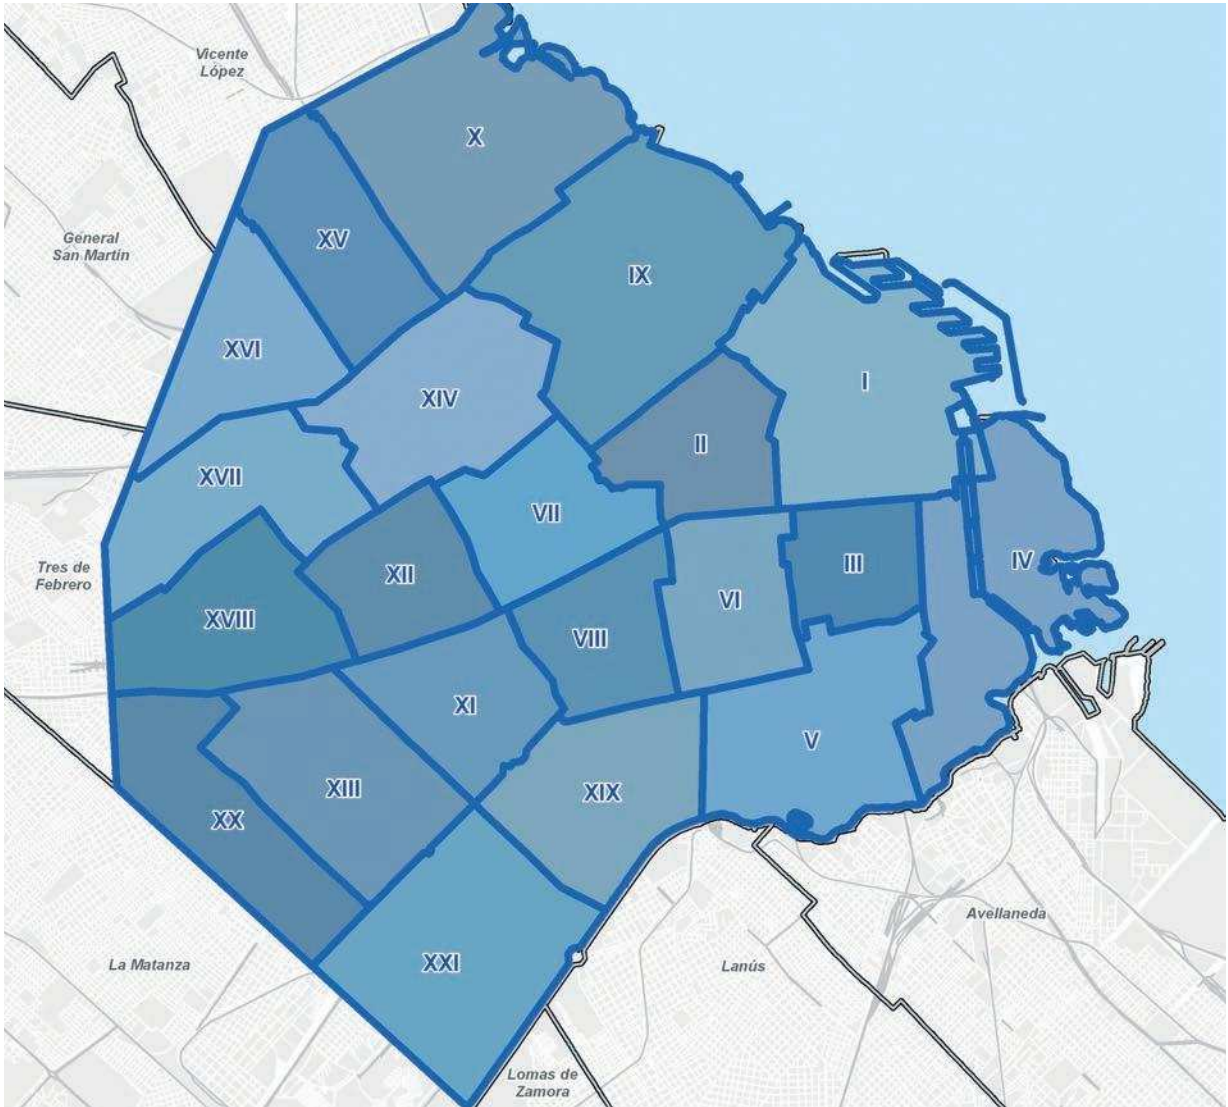 Vicente
López
X
General
San Martín
XV
IX
XVI
XIV
I
II
XVII
VII
Tres de
Febrero
XII
III
IV
VI
XVIII
VIII
XI
V
XIII
XIX
XX
Avellaneda
La Matanza
XXI
Lanús
Lomas de
Zamora